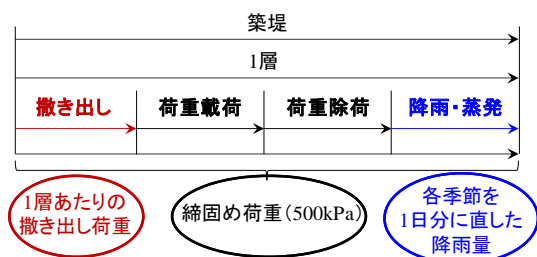 築堤
1層
撒き出し 荷重載荷 荷重除荷 降雨・蒸発
1層あたりの
撒き出し荷重
締固め荷重(500kPa)
各季節を
1日分に直した
降雨量